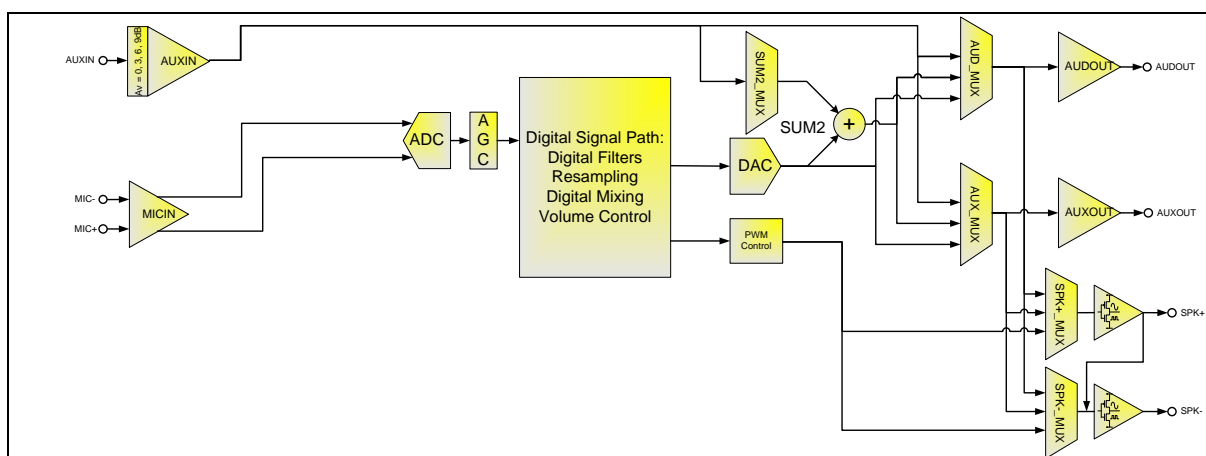 AUXIN
Av = 0, 3, 6, 9dB
AUXIN
MIC-
MIC+
MICIN
ADC
A
G
C
Digital Signal Path:
Digital Filters
Resampling
Digital Mixing
Volume Control
SUM2_MUX
SUM2
+
DAC
PWM
Control
AUD_MUX
AUDOUT
AUDOUT
AUX_MUX
AUXOUT
AUXOUT
SPK+_MUX
SPK+
SPK-_MUX
SPK-